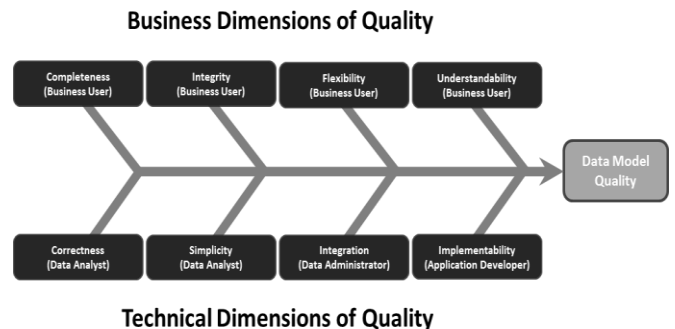 Business Dimensions of Quality
Completeness
(Business User)
Integrity
(Business User)
Flexibility
(Business User)
Understandability
(Business User)
Data Model
Quality
Correctness
(Data Analyst)
Simplicity
(Data Analyst)
Integration
(Data Administrator)
Implementability
(Application Developer)
Technical Dimensions of Quality